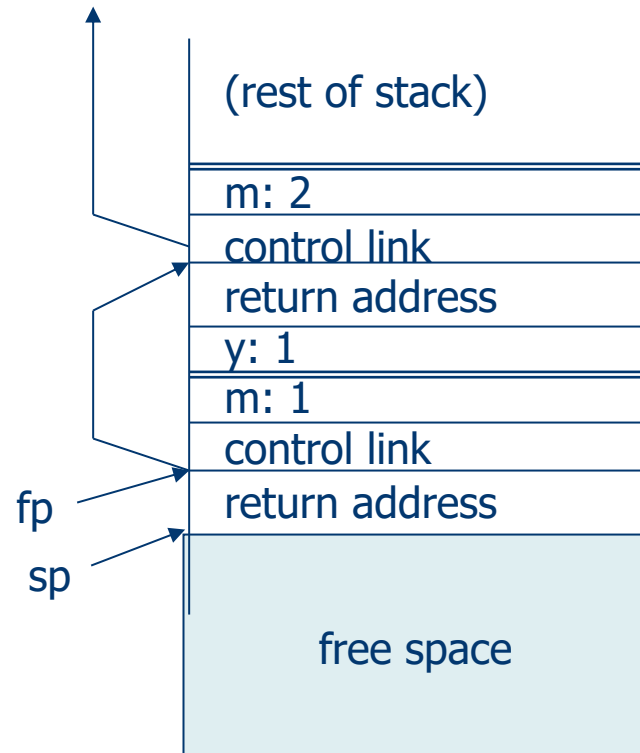 (rest of stack)
m: 2
control link
return address
y: 1
m: 1
control link
return address
fp
sp
free space